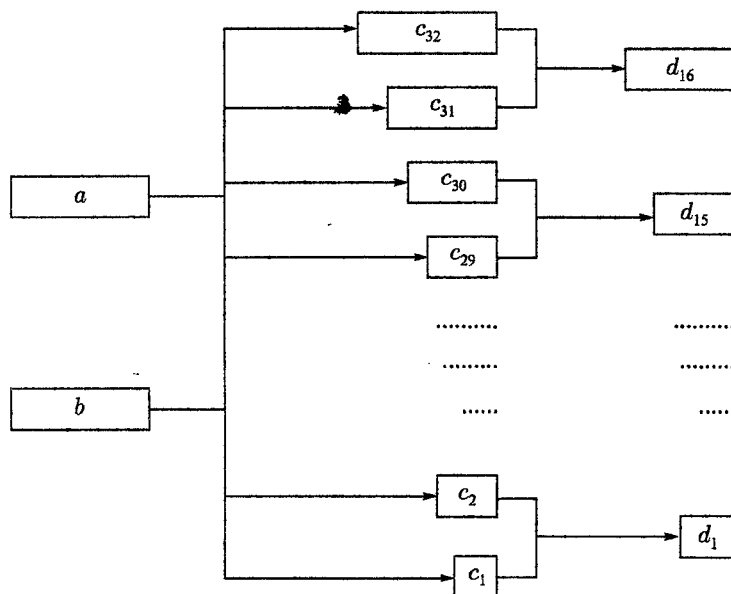 c₃₂
d₁₆
c₃₁
a
c₃₀
d₁₅
c₂₉
..........
..........
.........
.........
......
.....
b
c₂
d₁
c₁